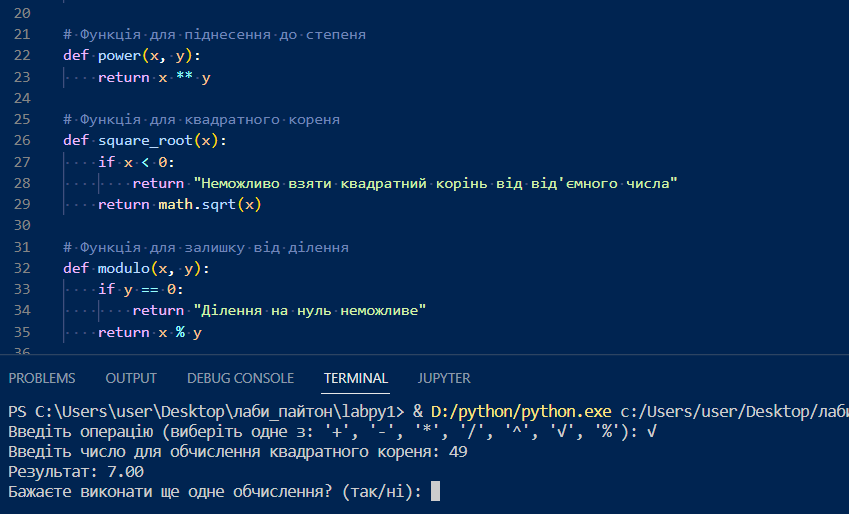 20
21 # Функція для піднесення до степеня
22 def power(x, y):
23 return x ** y
24
25 # Функція для квадратного кореня
26 def square_root(x):
27 if x < 0:
28 return "Неможливо взяти квадратний корінь від від'ємного числа"
29 return math.sqrt(x)
30
31 # Функція для залишку від ділення
32 def modulo(x, y):
33 if y == 0:
34 return "Ділення на нуль неможливе"
35 return x % y
36
PROBLEMS OUTPUT DEBUG CONSOLE TERMINAL JUPYTER
PS C:\Users\user\Desktop\лаби_пайтон\labpy1> & D:/python/python.exe c:/Users/user/Desktop/лаби
Введіть операцію (виберіть одне з: '+', '-', '*', '/', '^', '√', '%'): √
Введіть число для обчислення квадратного кореня: 49
Результат: 7.00
Бажаєте виконати ще одне обчислення? (так/ні):